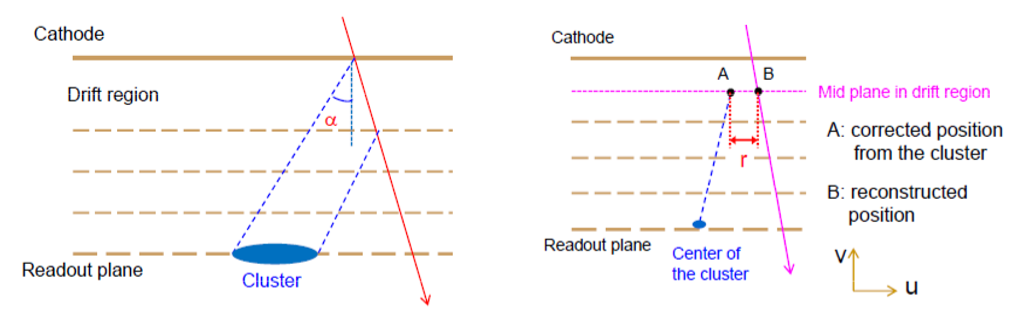 Cathode
Drift region
α
Readout plane
Cluster
Cathode
A
B
Mid plane in drift region
r
A: corrected position
from the cluster
B: reconstructed
position
Readout plane
Center of
the cluster
v
u